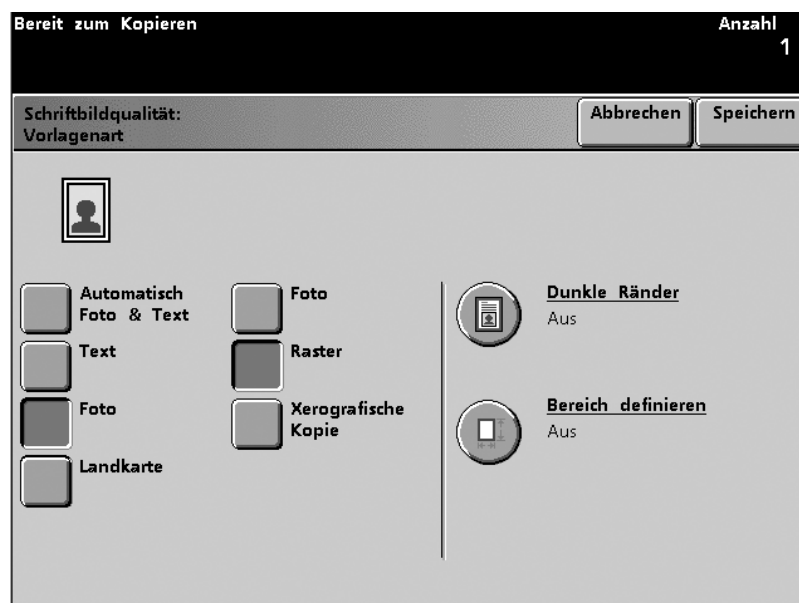 Bereit zum Kopieren
Anzahl
1
Schriftbildqualität:
Vorlagenart
Abbrechen
Speichern
Automatisch
Foto & Text
Text
Foto
Landkarte
Foto
Raster
Xerografische
Kopie
Dunkle Ränder
Aus
Bereich definieren
Aus